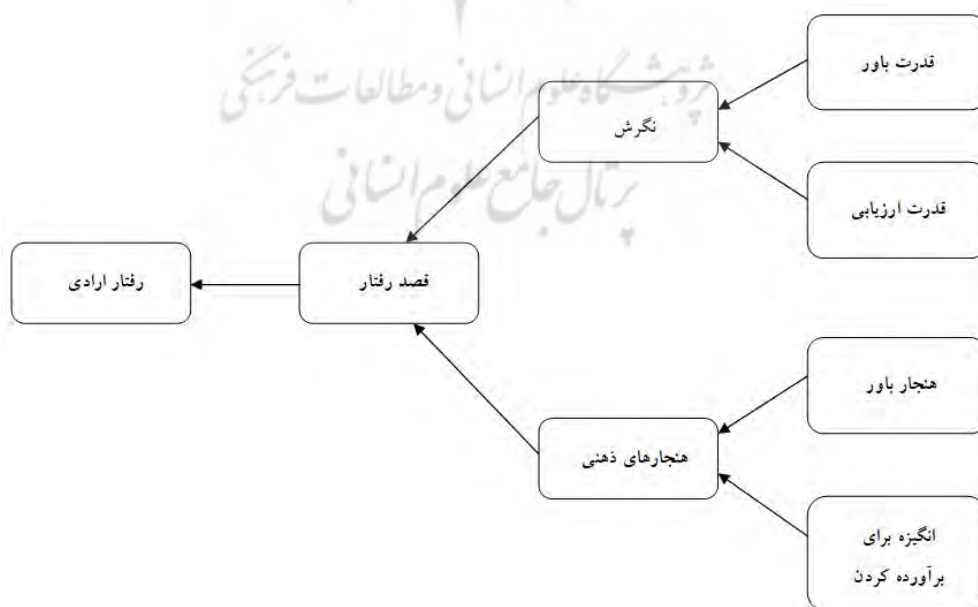 قدرت باور
پژوهشگاه علوم انسانی و مطالعات فرهنگی
نگرش
پرتال جامع علوم انسانی
قدرت ارزیابی
قصد رفتار
رفتار ارادی
هنجار باور
هنجارهای ذهنی
انگیزه برای
برآورده کردن